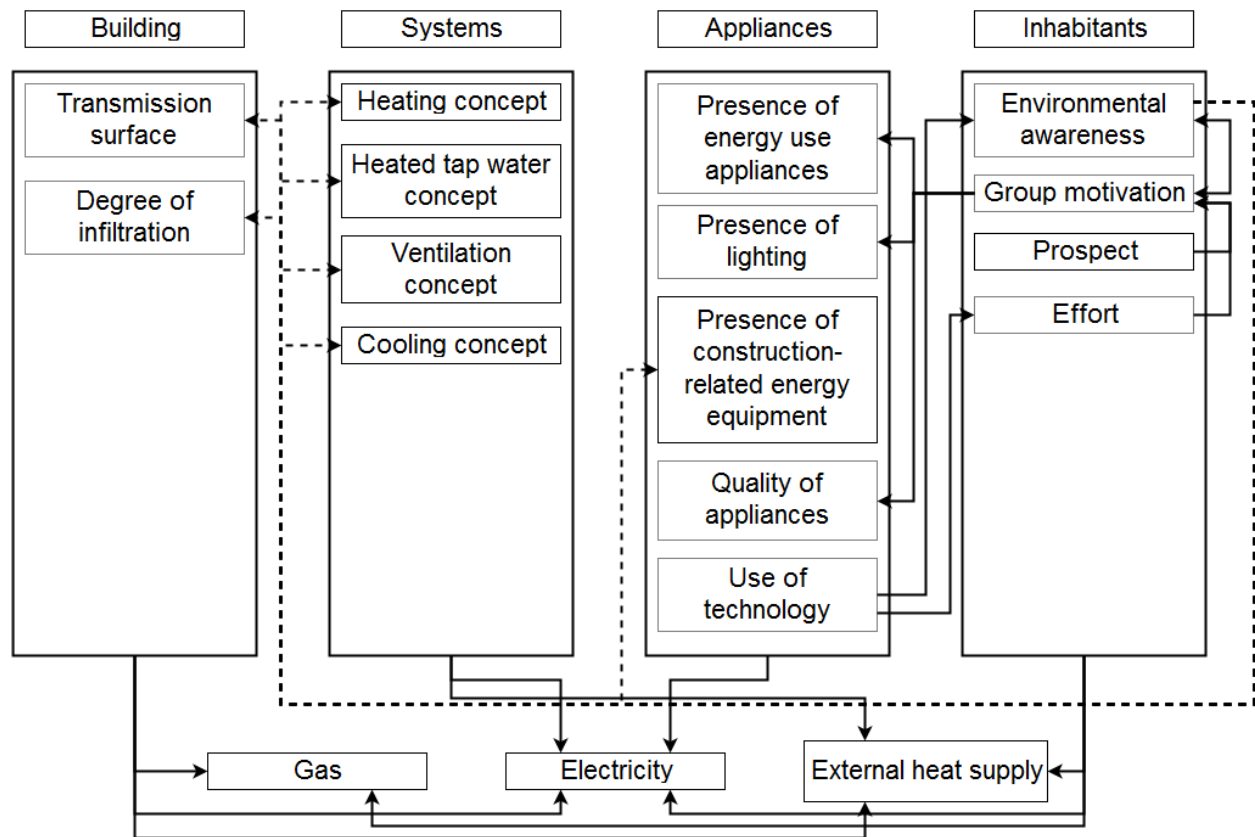 Building
Systems
Appliances
Inhabitants
Transmission
surface
Degree of
infiltration
Heating concept
Heated tap water
concept
Ventilation
concept
Cooling concept
Presence of
energy use
appliances
Presence of
lighting
Presence of
construction-
related energy
equipment
Quality of
appliances
Use of
technology
Environmental
awareness
Group motivation
Prospect
Effort
Gas
Electricity
External heat supply